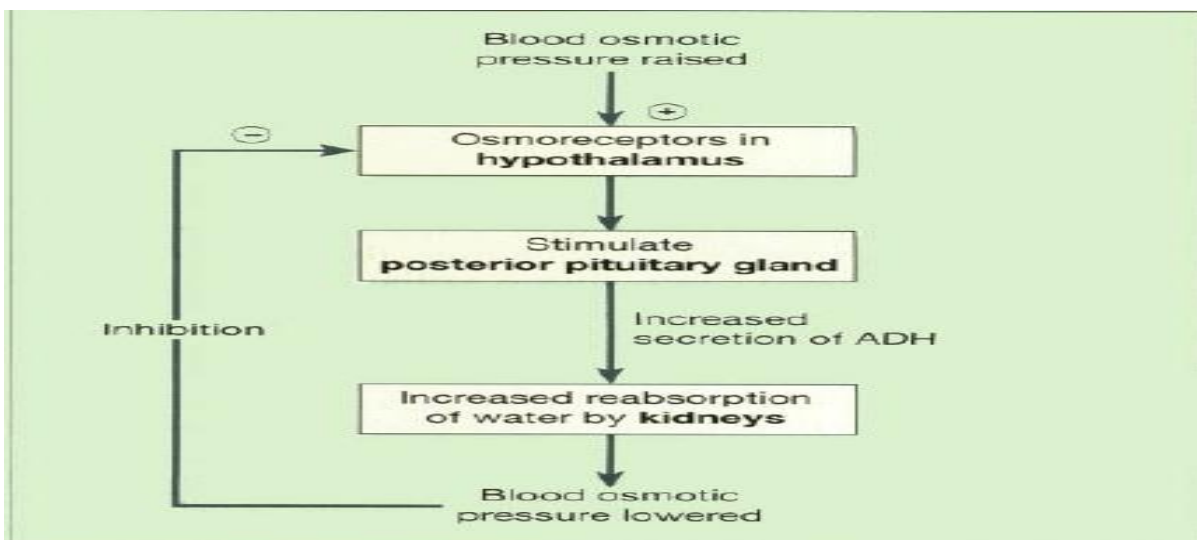 Blood osmotic
pressure raised
+
−
Osmoreceptors in
hypothalamus
Stimulate
posterior pituitary gland
Inhibition
Increased
secretion of ADH
Increased reabsorption
of water by kidneys
Blood osmotic
pressure lowered